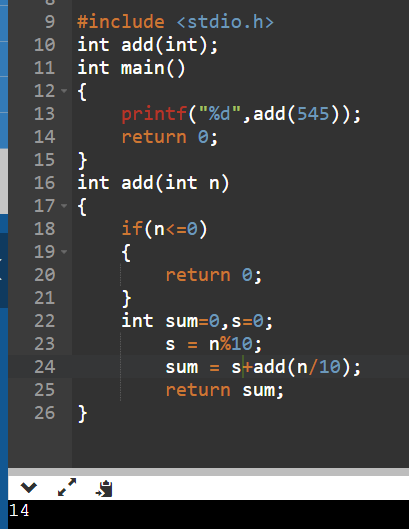 9 #include <stdio.h>
10 int add(int);
11 int main()
12 {
13     printf("%d",add(545));
14     return 0;
15 }
16 int add(int n)
17 {
18     if(n<=0)
19     {
20         return 0;
21     }
22     int sum=0,s=0;
23         s = n%10;
24         sum = s+add(n/10);
25         return sum;
26 }
14